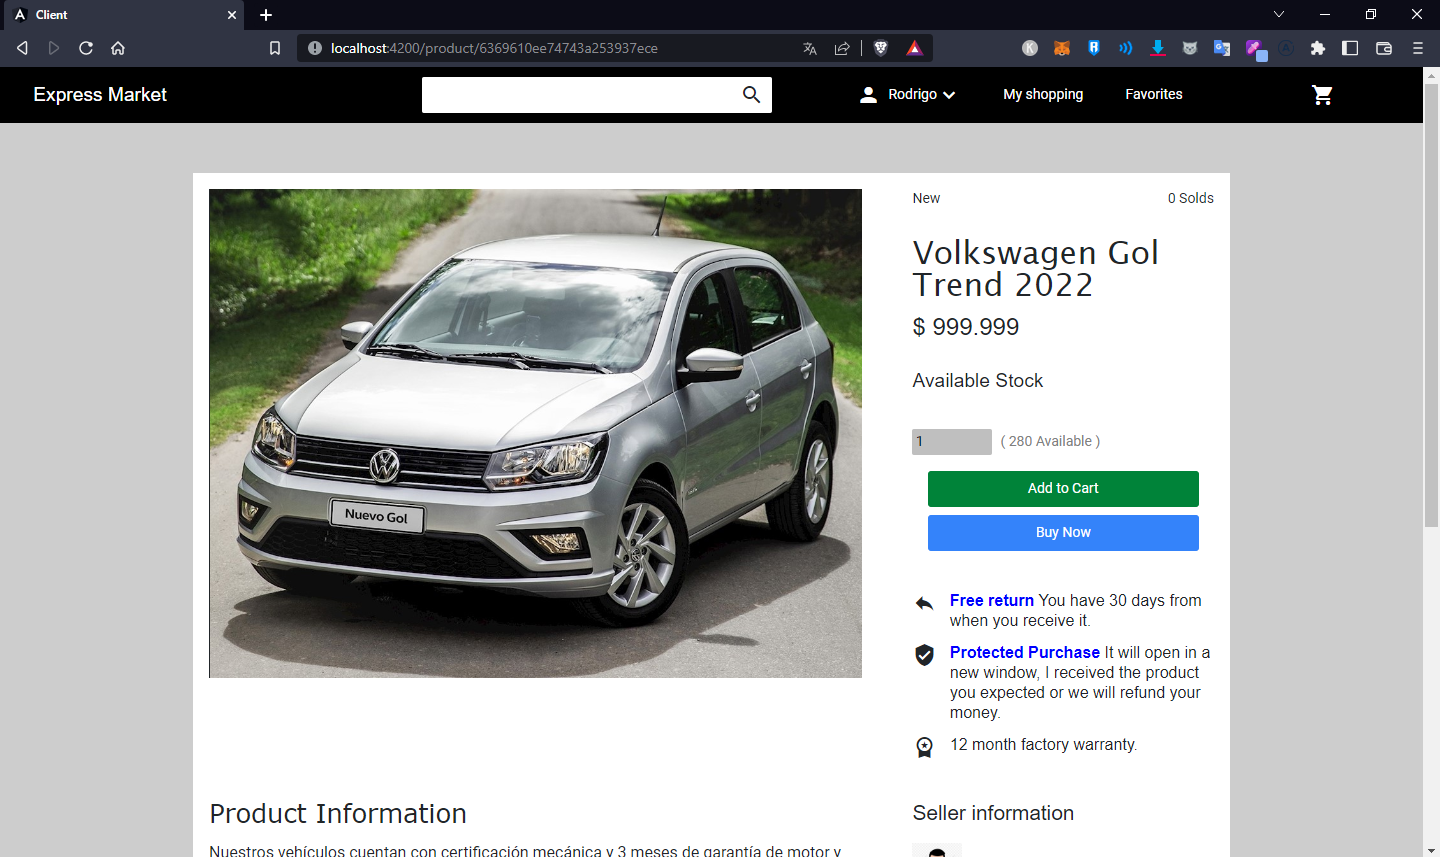 Client
localhost:4200/product/6369610ee74743a253937ece
Express Market
Rodrigo
My shopping
Favorites
New
0 Solds
Volkswagen Gol
Trend 2022
$ 999.999
Available Stock
1
( 280 Available )
Add to Cart
Buy Now
Nuevo Gol
Free return You have 30 days from
when you receive it.
Protected Purchase It will open in a
new window, I received the product
you expected or we will refund your
money.
12 month factory warranty.
Product Information
Nuestros vehículos cuentan con certificación mecánica y 3 meses de garantía de motor y
Seller information